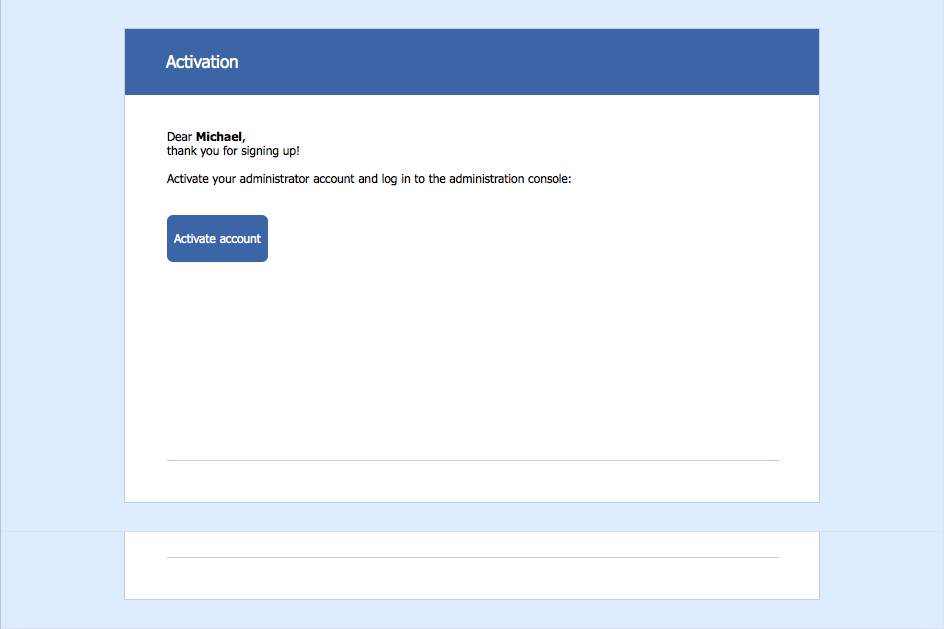 Activation
Dear Michael,
thank you for signing up!
Activate your administrator account and log in to the administration console:
Activate account